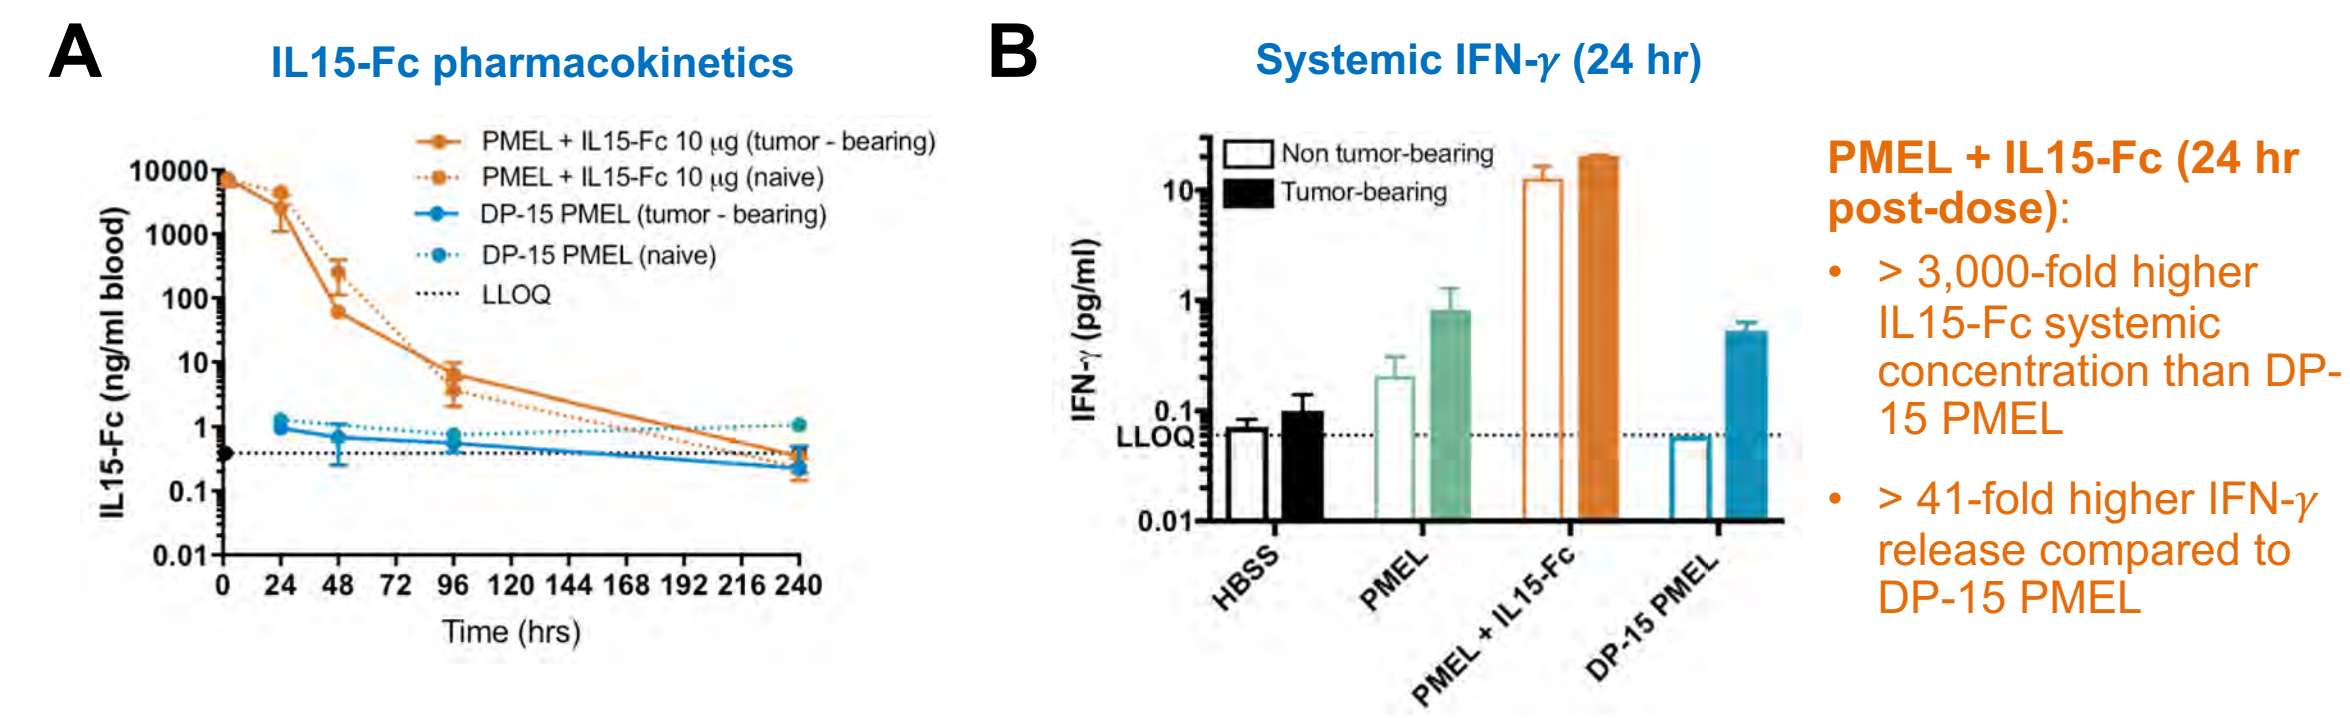 A
IL15-Fc pharmacokinetics
PMEL + IL15-Fc 10 µg (tumor - bearing)
PMEL + IL15-Fc 10 µg (naive)
DP-15 PMEL (tumor - bearing)
DP-15 PMEL (naive)
LLOQ
IL15-Fc (ng/ml blood)
10000
1000
100
10
1
0.1
0.01
0 24 48 72 96 120 144 168 192 216 240
Time (hrs)
B
Systemic IFN-γ (24 hr)
Non tumor-bearing
Tumor-bearing
IFN-γ (pg/ml)
10
1
0.1
LLOQ
0.01
HBSS
PMEL
PMEL + IL15-Fc
DP-15 PMEL
PMEL + IL15-Fc (24 hr
post-dose):
• > 3,000-fold higher
IL15-Fc systemic
concentration than DP-
15 PMEL
• > 41-fold higher IFN-γ
release compared to
DP-15 PMEL